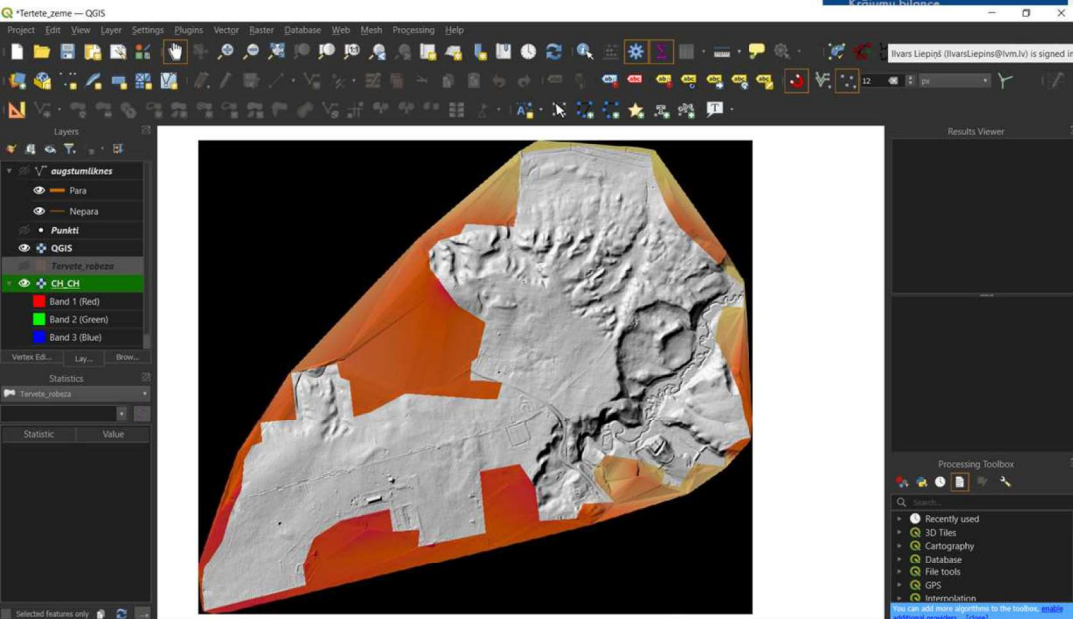 Krājumu bilance
*Tertete_zeme — QGIS
Project Edit View Layer Settings Plugins Vector Raster Database Web Mesh Processing Help
Ilvars Liepiņš (IlvarsLiepins@lvm.lv) is signed in
12 px
Layers
augstumliknes
Para
Nepara
Punkti
QGIS
Tervete_robeza
CH_CH
Band 1 (Red)
Band 2 (Green)
Band 3 (Blue)
Vertex Edi... Lay... Brow...
Statistics
Tervete_robeza
Statistic Value
Selected features only
Results Viewer
Processing Toolbox
Search...
Recently used
3D Tiles
Cartography
Database
File tools
GPS
Interpolation
You can add more algorithms to the toolbox, enable
additional providers. [close]